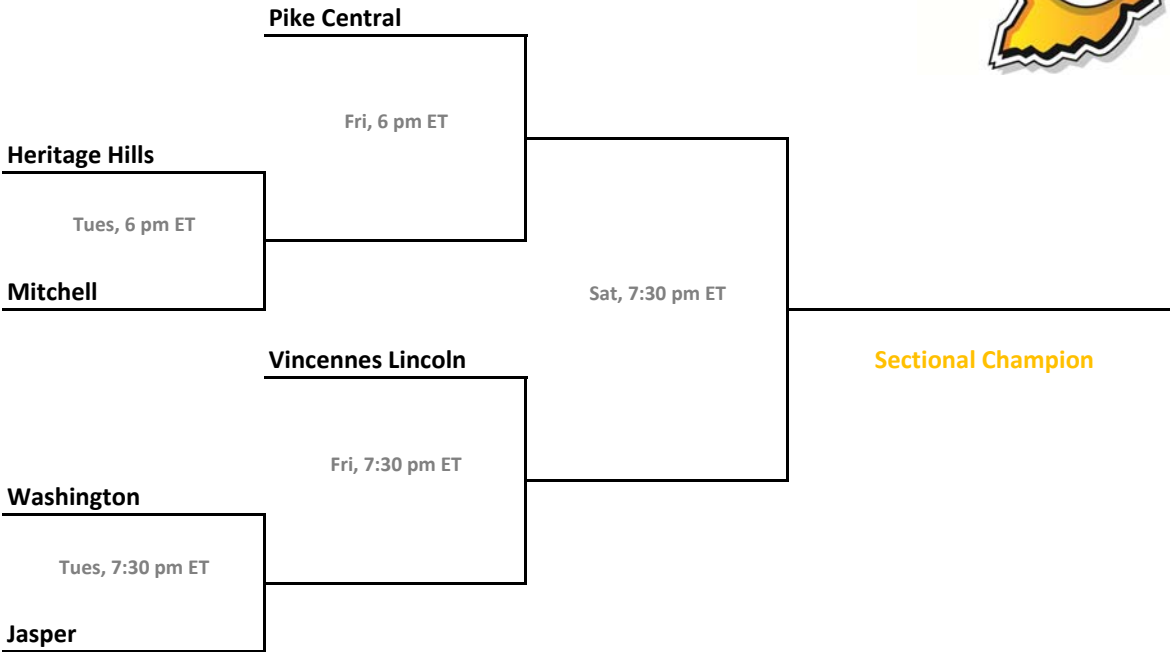 Pike Central
Fri, 6 pm ET
Heritage Hills
Tues, 6 pm ET
Mitchell
Sat, 7:30 pm ET
Vincennes Lincoln
Sectional Champion
Fri, 7:30 pm ET
Washington
Tues, 7:30 pm ET
Jasper